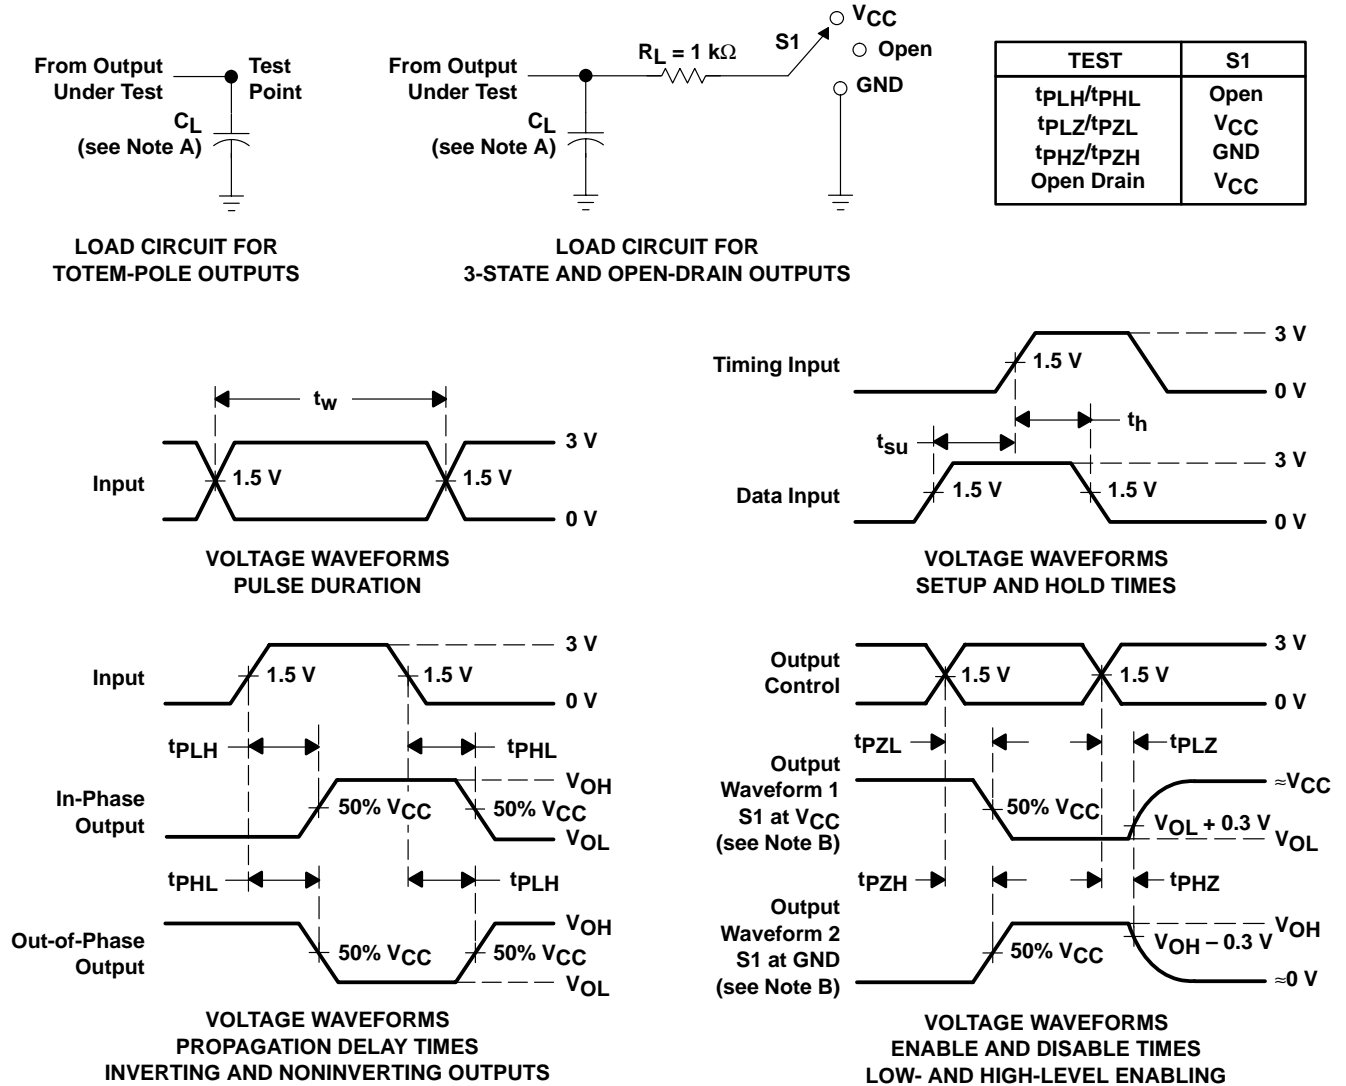 From Output
Under Test
Test
Point
CL
(see Note A)
LOAD CIRCUIT FOR
TOTEM-POLE OUTPUTS
From Output
Under Test
RL = 1 kΩ
S1
VCC
Open
GND
CL
(see Note A)
LOAD CIRCUIT FOR
3-STATE AND OPEN-DRAIN OUTPUTS
TEST S1
tPLH/tPHL Open
tPLZ/tPZL VCC
tPHZ/tPZH GND
Open Drain VCC
tw
Input
1.5 V
1.5 V
3 V
0 V
VOLTAGE WAVEFORMS
PULSE DURATION
Timing Input
1.5 V
3 V
0 V
th
tsu
Data Input
1.5 V
1.5 V
3 V
0 V
VOLTAGE WAVEFORMS
SETUP AND HOLD TIMES
Input
1.5 V
1.5 V
3 V
0 V
tPLH
tPHL
In-Phase
Output
50% VCC
50% VCC
VOH
VOL
tPHL
tPLH
Out-of-Phase
Output
50% VCC
50% VCC
VOH
VOL
VOLTAGE WAVEFORMS
PROPAGATION DELAY TIMES
INVERTING AND NONINVERTING OUTPUTS
Output
Control
1.5 V
1.5 V
3 V
0 V
tPZL
tPLZ
Output
Waveform 1
S1 at VCC
(see Note B)
50% VCC
VOL + 0.3 V
≈VCC
VOL
tPZH
tPHZ
Output
Waveform 2
S1 at GND
(see Note B)
50% VCC
VOH – 0.3 V
VOH
≈0 V
VOLTAGE WAVEFORMS
ENABLE AND DISABLE TIMES
LOW- AND HIGH-LEVEL ENABLING